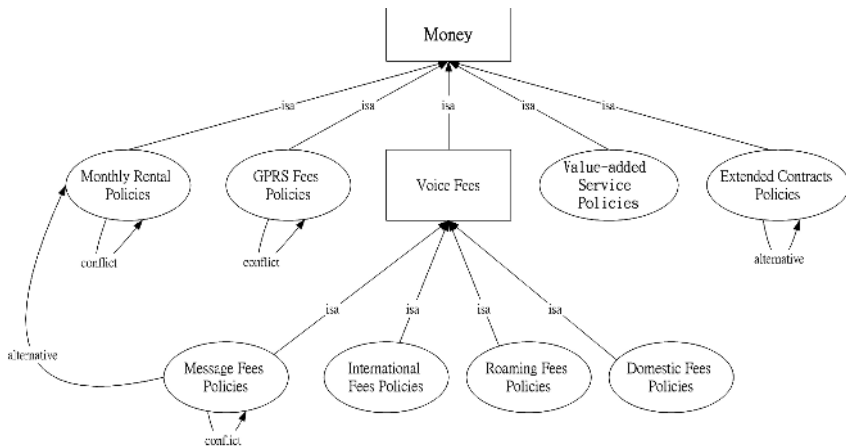 Money
isa
isa
isa
isa
isa
Monthly Rental
Policies
GPRS Fees
Policies
Voice Fees
Value-added
Service
Policies
Extended Contracts
Policies
conflict
conflict
alternative
isa
isa
isa
isa
alternative
Message Fees
Policies
International
Fees Policies
Roaming Fees
Policies
Domestic Fees
Policies
conflict